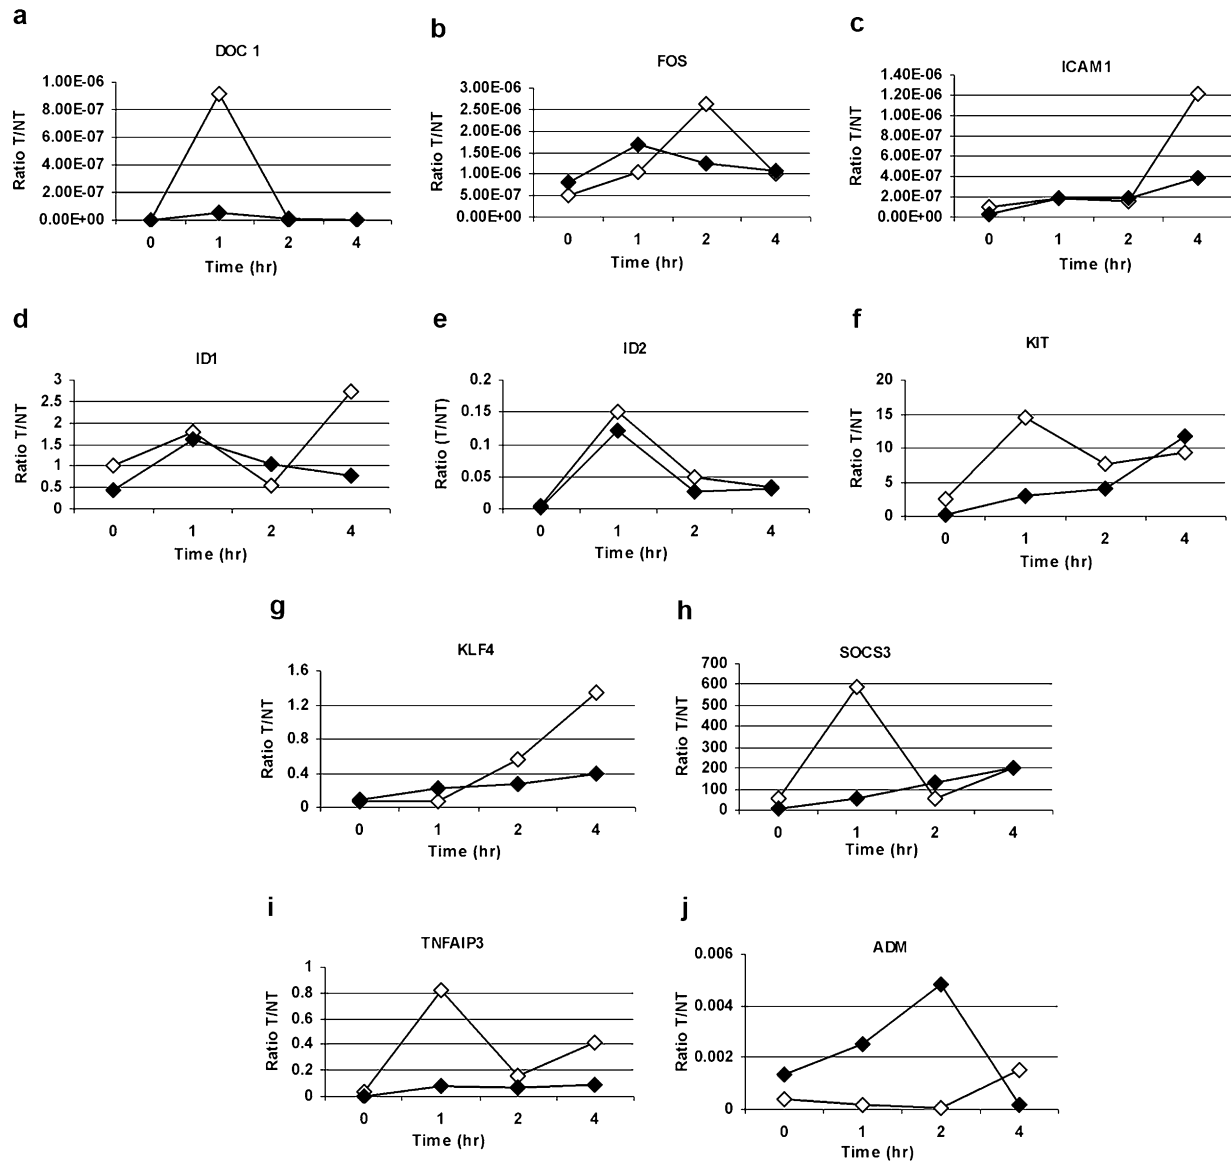 a
DOC 1
Ratio T/NT
1.00E-06
8.00E-07
6.00E-07
4.00E-07
2.00E-07
0.00E+00
0 1 2 4
Time (hr)
b
FOS
Ratio T/NT
3.00E-06
2.50E-06
2.00E-06
1.50E-06
1.00E-06
5.00E-07
0.00E+00
0 1 2 4
Time (hr)
c
ICAM1
Ratio T/NT
1.40E-06
1.20E-06
1.00E-06
8.00E-07
6.00E-07
4.00E-07
2.00E-07
0.00E+00
0 1 2 4
Time (hr)
d
ID1
Ratio T/NT
3
2.5
2
1.5
1
0.5
0
0 1 2 4
Time (hr)
e
ID2
Ratio (T/NT)
0.2
0.15
0.1
0.05
0
0 1 2 4
Time (hr)
f
KIT
Ratio T/NT
20
15
10
5
0
0 1 2 4
Time (hr)
g
KLF4
Ratio T/NT
1.6
1.2
0.8
0.4
0
0 1 2 4
Time (hr)
h
SOCS3
Ratio T/NT
700
600
500
400
300
200
100
0
0 1 2 4
Time (hr)
i
TNFAIP3
Ratio T/NT
1
0.8
0.6
0.4
0.2
0
0 1 2 4
Time (hr)
j
ADM
Ratio T/NT
0.006
0.004
0.002
0
0 1 2 4
Time (hr)